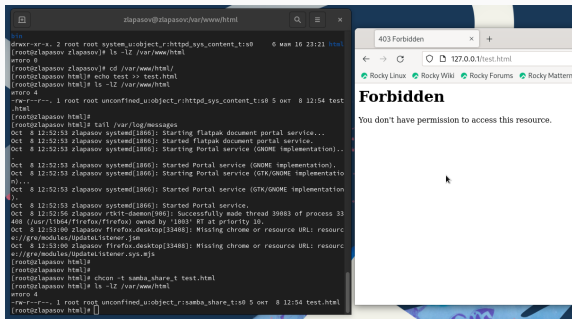 zlapasov@zlapasov:/var/www/html
drwxr-xr-x. 2 root root system_u:object_r:httpd_sys_content_t:s0     6 мая 16 23:21 html
[root@zlapasov zlapasov]# ls -lZ /var/www/html
итого 0
[root@zlapasov zlapasov]# cd /var/www/html/
[root@zlapasov html]# echo test >> test.html
[root@zlapasov html]# ls -lZ /var/www/html
итого 4
-rw-r--r--. 1 root root unconfined_u:object_r:httpd_sys_content_t:s0 5 окт  8 12:54 test
.html
[root@zlapasov html]#
[root@zlapasov html]# tail /var/log/messages
Oct  8 12:52:53 zlapasov systemd[1866]: Starting flatpak document portal service...
Oct  8 12:52:53 zlapasov systemd[1866]: Started flatpak document portal service.
Oct  8 12:52:53 zlapasov systemd[1866]: Starting Portal service (GNOME implementation)..
.
Oct  8 12:52:53 zlapasov systemd[1866]: Started Portal service (GNOME implementation).
Oct  8 12:52:53 zlapasov systemd[1866]: Starting Portal service (GTK/GNOME implementatio
n)...
Oct  8 12:52:53 zlapasov systemd[1866]: Started Portal service (GTK/GNOME implementation
).
Oct  8 12:52:53 zlapasov systemd[1866]: Started Portal service.
Oct  8 12:52:56 zlapasov rtkit-daemon[906]: Successfully made thread 39083 of process 33
408 (/usr/lib64/firefox/firefox) owned by '1003' RT at priority 10.
Oct  8 12:53:00 zlapasov firefox.desktop[33408]: Missing chrome or resource URL: resourc
e://gre/modules/UpdateListener.jsm
Oct  8 12:53:00 zlapasov firefox.desktop[33408]: Missing chrome or resource URL: resourc
e://gre/modules/UpdateListener.sys.mjs
[root@zlapasov html]#
[root@zlapasov html]#
[root@zlapasov html]# chcon -t samba_share_t test.html
[root@zlapasov html]# ls -lZ /var/www/html
итого 4
-rw-r--r--. 1 root root unconfined_u:object_r:samba_share_t:s0 5 окт  8 12:54 test.html
[root@zlapasov html]#
403 Forbidden
127.0.0.1/test.html
Rocky Linux Rocky Wiki Rocky Forums Rocky Mattern
Forbidden
You don't have permission to access this resource.